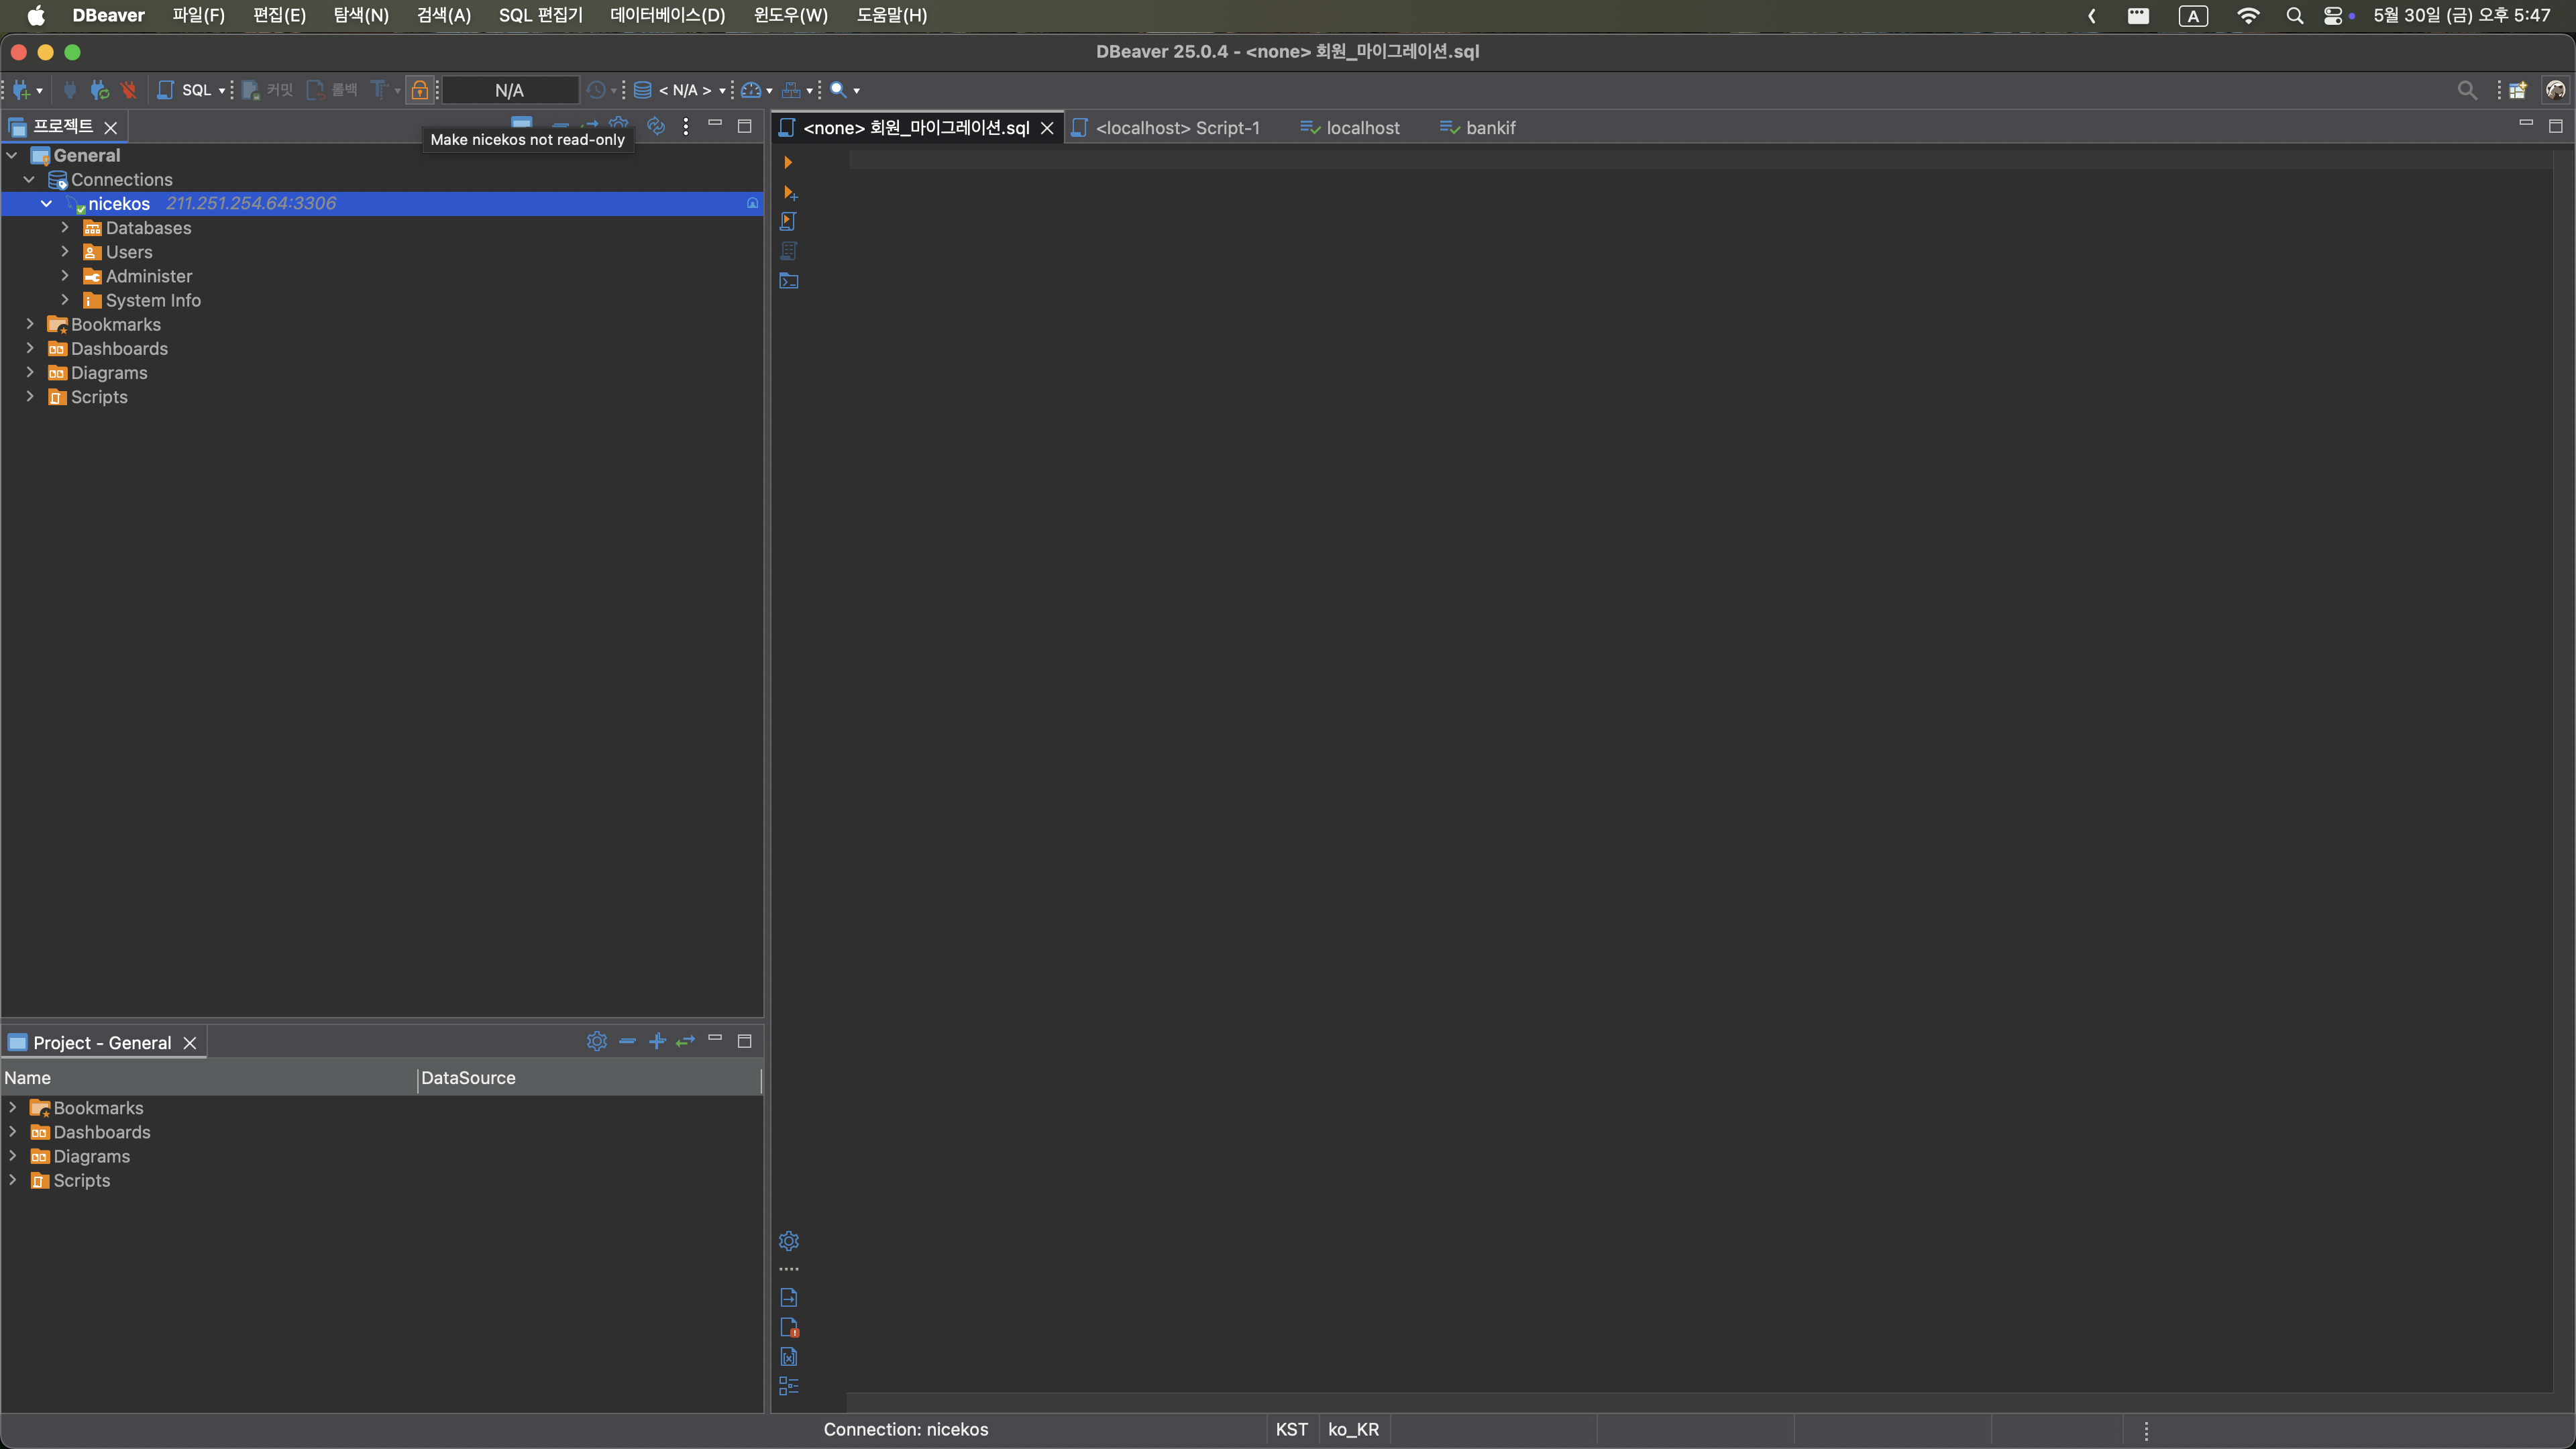 DBeaver 파일(F) 편집(E) 탐색(N) 검색(A) SQL 편집기 데이터베이스(D) 윈도우(W) 도움말(H) A 5월 30일 (금) 오후 5:47
DBeaver 25.0.4 - <none> 회원_마이그레이션.sql
SQL 커밋 롤백 N/A < N/A >
프로젝트
Make nicekos not read-only
<none> 회원_마이그레이션.sql <localhost> Script-1 localhost bankif
General
Connections
nicekos 211.251.254.64:3306
Databases
Users
Administer
System Info
Bookmarks
Dashboards
Diagrams
Scripts
Project - General
Name DataSource
Bookmarks
Dashboards
Diagrams
Scripts
Connection: nicekos KST ko_KR